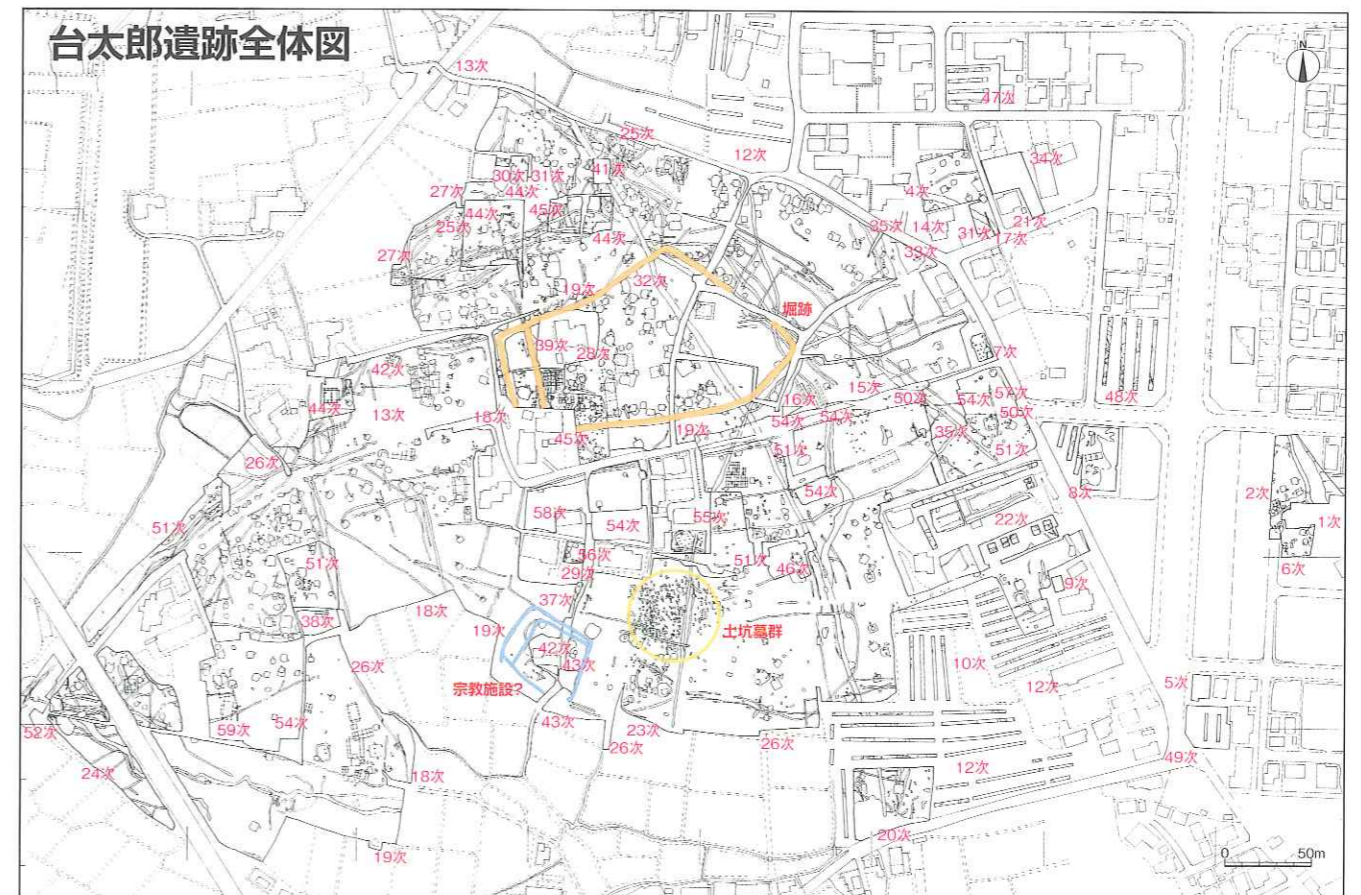 台太郎遺跡全体図
N
13次
47次
25次
12次
34次
41次
30次
31次
4次
27次
44次
44次
45次
25次
35次
14次
31次
21次
17次
44次
33次
27次
32次
19次
堀跡
39次
28次
7次
42次
15次
44次
13次
18次
16次
50次
54次
57次
48次
50次
45次
19次
54次
54次
35次
51次
51次
26次
54次
8次
2次
51次
58次
54次
55次
22次
1次
56次
51次
46次
29次
51次
6次
9次
37次
18次
38次
19次
土坑墓群
42次
43次
26次
10次
宗教施設?
12次
5次
43次
23次
59次
54次
52次
26次
26次
49次
24次
18次
12次
20次
19次
0 50m